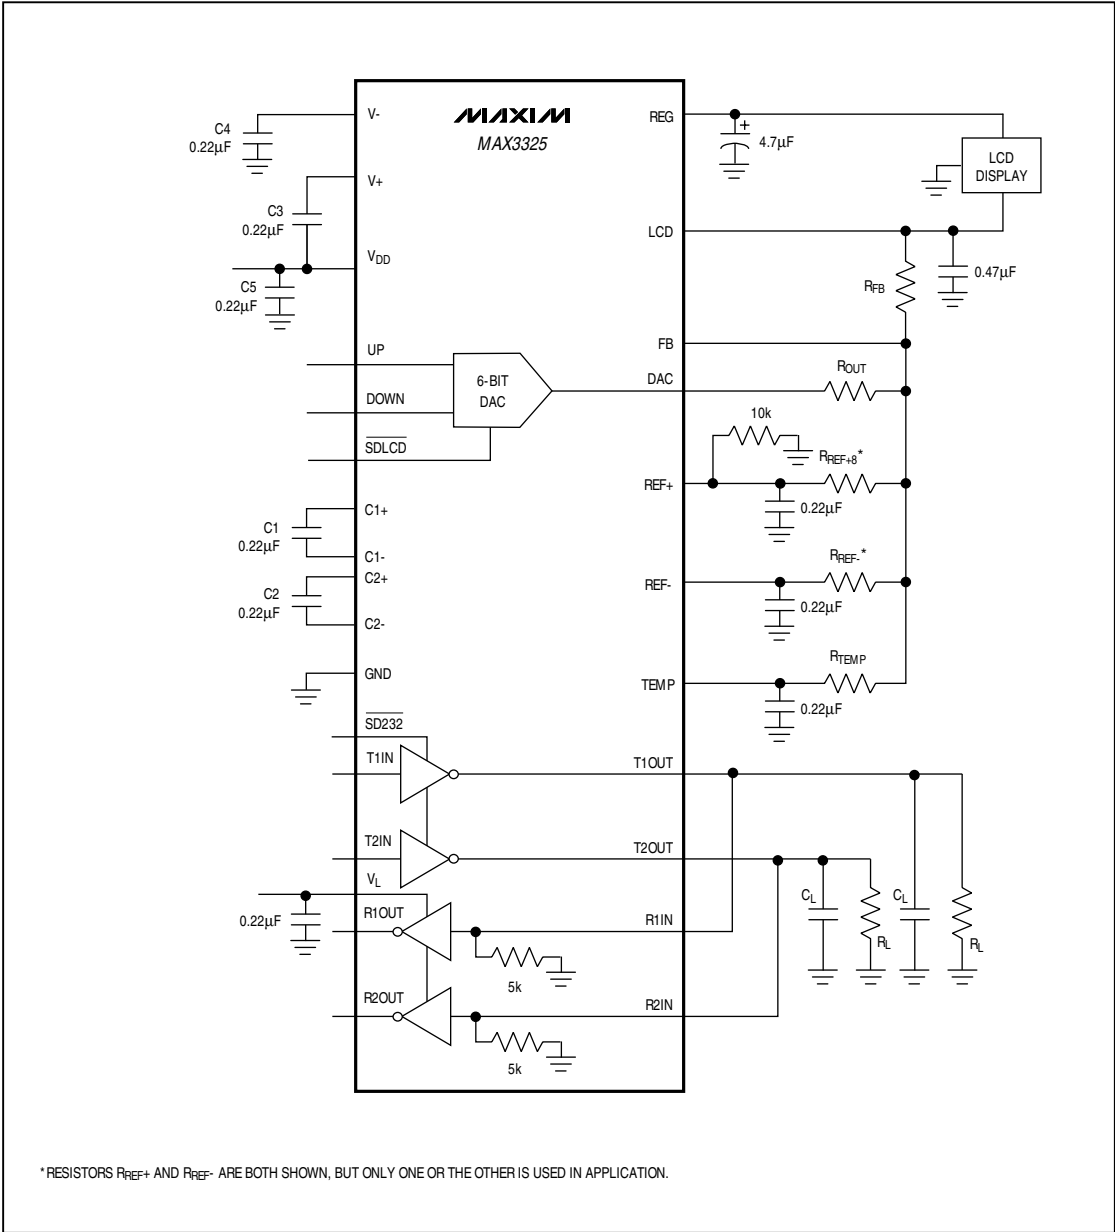 MAXIM
MAX3325
V-
C4
0.22µF
V+
C3
0.22µF
VDD
C5
0.22µF
UP
DOWN
SDLCD
6-BIT
DAC
C1+
C1
0.22µF
C1-
C2+
C2
0.22µF
C2-
GND
SD232
T1IN
T2IN
VL
0.22µF
R1OUT
R2OUT
5k
5k
REG
+
4.7µF
LCD
DISPLAY
LCD
RFB
0.47µF
FB
DAC
ROUT
10k
REF+
RREF+8*
0.22µF
REF-
RREF-*
0.22µF
TEMP
RTEMP
0.22µF
T1OUT
T2OUT
CL
RL
CL
RL
R1IN
R2IN
* RESISTORS RREF+ AND RREF- ARE BOTH SHOWN, BUT ONLY ONE OR THE OTHER IS USED IN APPLICATION.